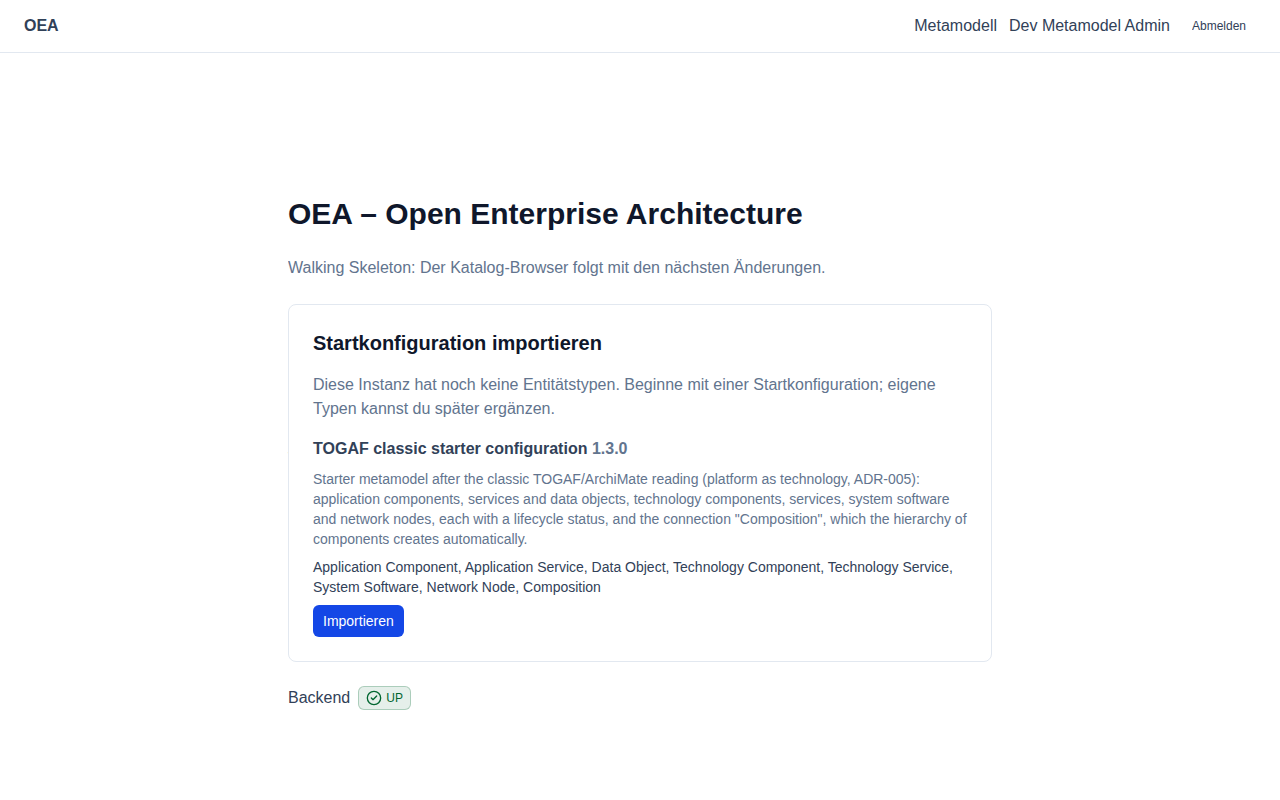 OEA
Metamodell Dev Metamodel Admin Abmelden
OEA – Open Enterprise Architecture
Walking Skeleton: Der Katalog-Browser folgt mit den nächsten Änderungen.
Startkonfiguration importieren
Diese Instanz hat noch keine Entitätstypen. Beginne mit einer Startkonfiguration; eigene
Typen kannst du später ergänzen.
TOGAF classic starter configuration 1.3.0
Starter metamodel after the classic TOGAF/ArchiMate reading (platform as technology, ADR-005):
application components, services and data objects, technology components, services, system software
and network nodes, each with a lifecycle status, and the connection "Composition", which the hierarchy of
components creates automatically.
Application Component, Application Service, Data Object, Technology Component, Technology Service,
System Software, Network Node, Composition
Importieren
Backend UP